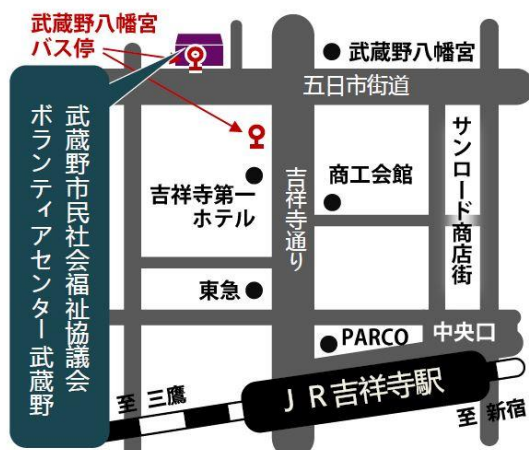 武蔵野八幡宮
バス停
武蔵野八幡宮
五日市街道
武蔵野市民社会福祉協議会
ボランティアセンター武蔵野
サンロード商店街
吉祥寺第一
ホテル
吉祥寺通り
商工会館
東急
PARCO
中央口
JR吉祥寺駅
至 三鷹
至 新宿